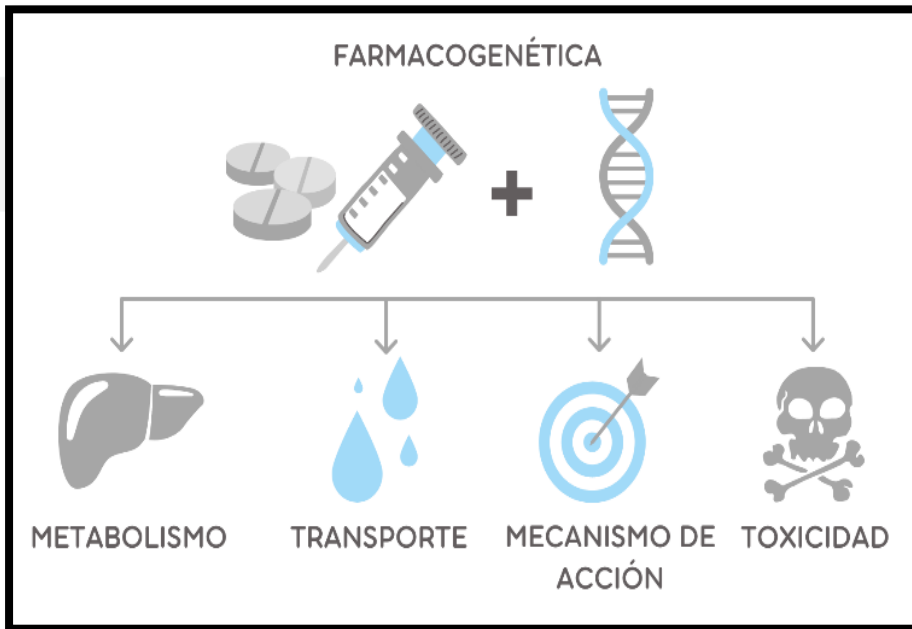 FARMACOGENÉTICA
METABOLISMO
TRANSPORTE
MECANISMO DE
ACCIÓN
TOXICIDAD